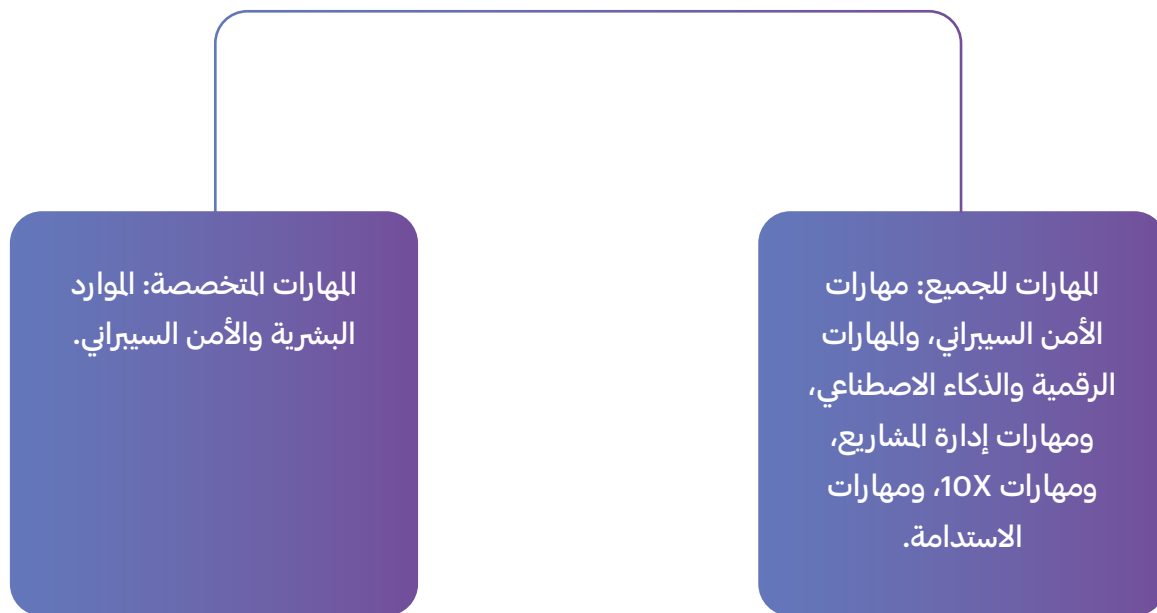 المهارات للجميع: مهارات
الأمن السيبراني، والمهارات
الرقمية والذكاء الاصطناعي،
ومهارات إدارة المشاريع،
ومهارات 10X، ومهارات
الاستدامة.
المهارات المتخصصة: الموارد
البشرية والأمن السيبراني.